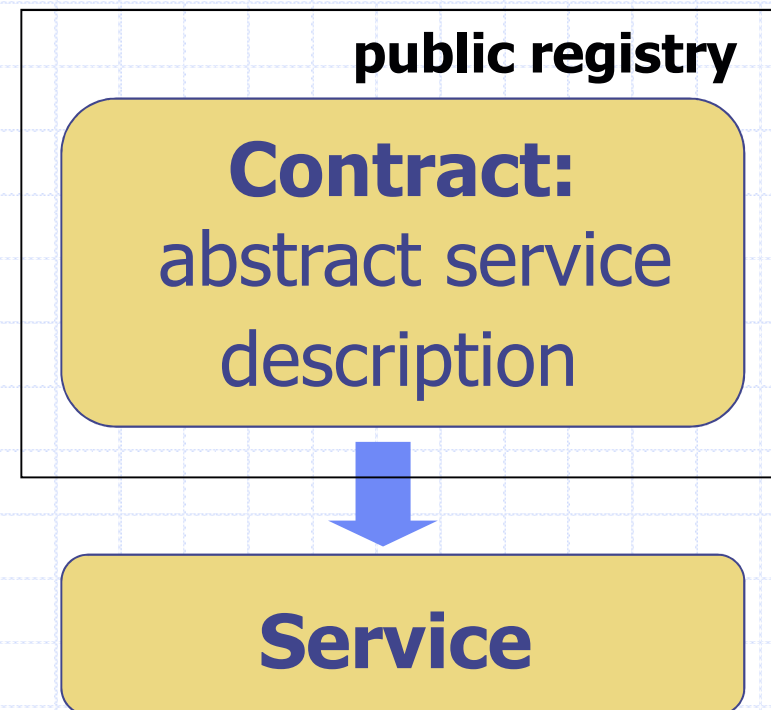 public registry
Contract:
abstract service
description
Service